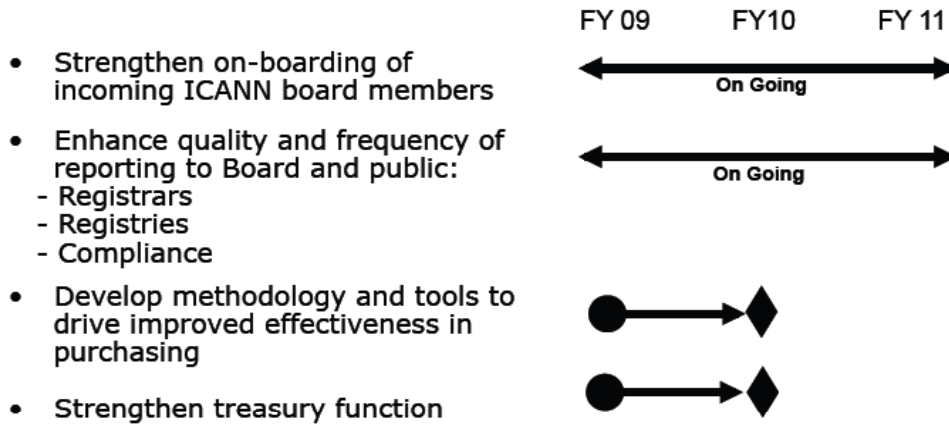 FY 09 FY10 FY 11
• Strengthen on-boarding of
incoming ICANN board members
On Going
• Enhance quality and frequency of
reporting to Board and public:
On Going
- Registrars
- Registries
- Compliance
• Develop methodology and tools to
drive improved effectiveness in
purchasing
• Strengthen treasury function